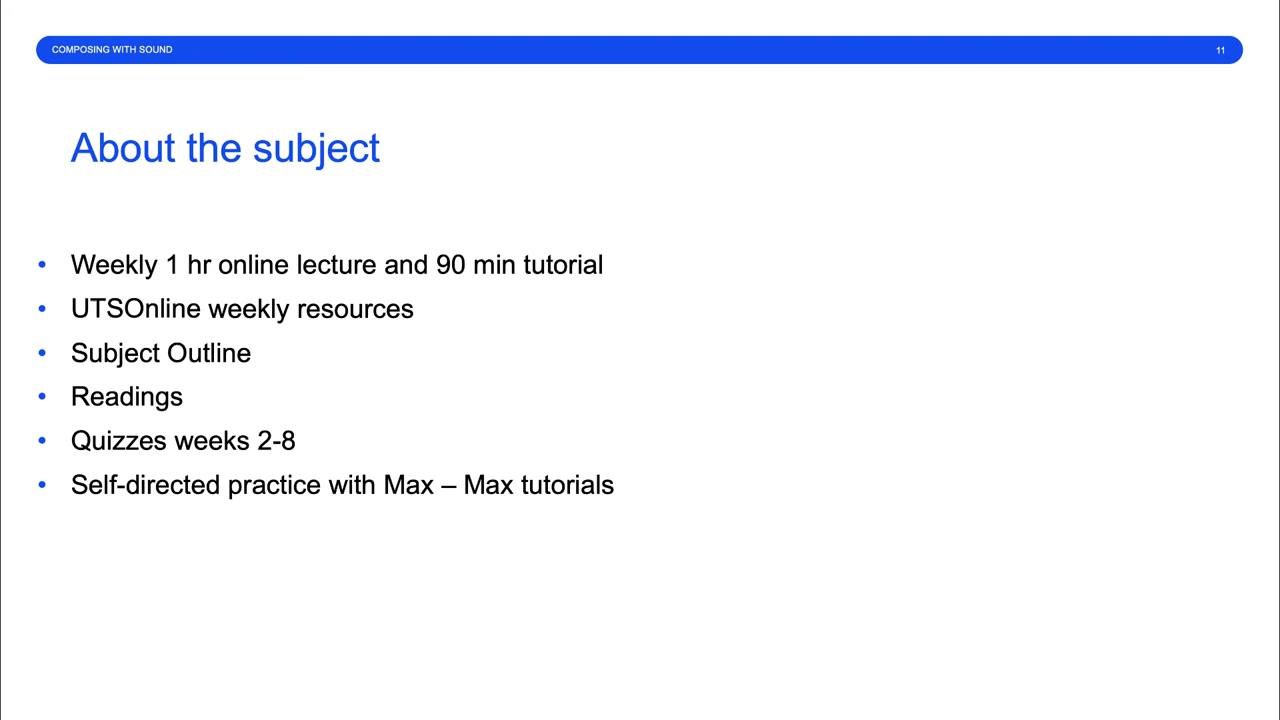 COMPOSING WITH SOUND
11
About the subject
• Weekly 1 hr online lecture and 90 min tutorial
• UTSOnline weekly resources
• Subject Outline
• Readings
• Quizzes weeks 2-8
• Self-directed practice with Max – Max tutorials